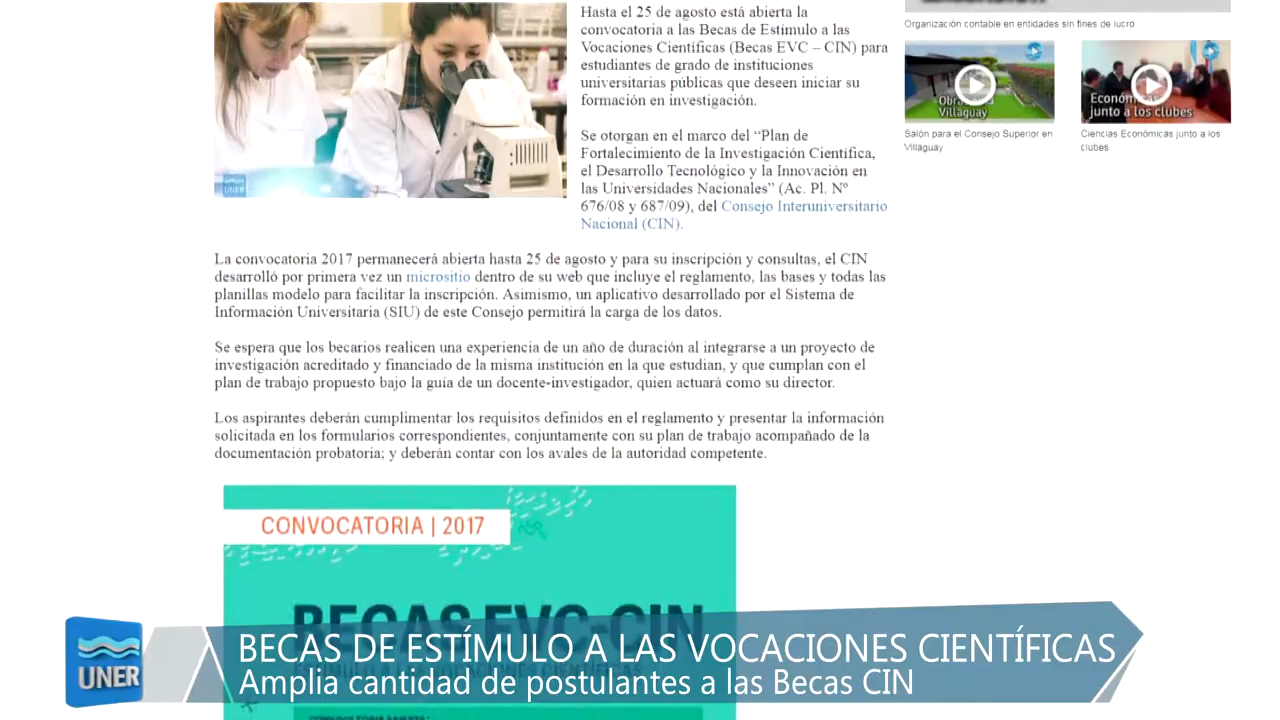 Hasta el 25 de agosto está abierta la
convocatoria a las Becas de Estímulo a las
Vocaciones Científicas (Becas EVC – CIN) para
estudiantes de grado de instituciones
universitarias públicas que deseen iniciar su
formación en investigación.
Se otorgan en el marco del “Plan de
Fortalecimiento de la Investigación Científica,
el Desarrollo Tecnológico y la Innovación en
las Universidades Nacionales” (Ac. Pl. Nº
676/08 y 687/09), del Consejo Interuniversitario
Nacional (CIN).
UNER
La convocatoria 2017 permanecerá abierta hasta 25 de agosto y para su inscripción y consultas, el CIN
desarrolló por primera vez un micrositio dentro de su web que incluye el reglamento, las bases y todas las
planillas modelo para facilitar la inscripción. Asimismo, un aplicativo desarrollado por el Sistema de
Información Universitaria (SIU) de este Consejo permitirá la carga de los datos.
Se espera que los becarios realicen una experiencia de un año de duración al integrarse a un proyecto de
investigación acreditado y financiado de la misma institución en la que estudian, y que cumplan con el
plan de trabajo propuesto bajo la guía de un docente-investigador, quien actuará como su director.
Los aspirantes deberán cumplimentar los requisitos definidos en el reglamento y presentar la información
solicitada en los formularios correspondientes, conjuntamente con su plan de trabajo acompañado de la
documentación probatoria; y deberán contar con los avales de la autoridad competente.
Organización contable en entidades sin fines de lucro
Villaguay
junto a los clubes
Salón para el Consejo Superior en
Villaguay
Ciencias Económicas junto a los
clubes
CONVOCATORIA | 2017
BECAS EVC-CIN
UNER
BECAS DE ESTÍMULO A LAS VOCACIONES CIENTÍFICAS
Amplia cantidad de postulantes a las Becas CIN